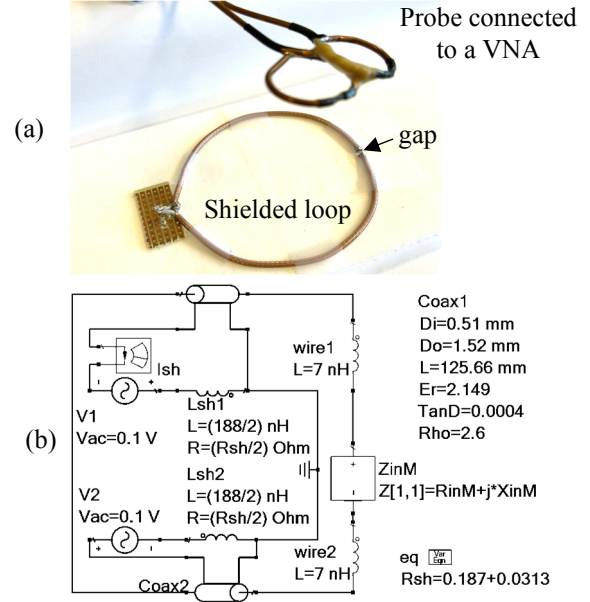 (a)
Probe connected
to a VNA
gap
Shielded loop
(b)
Ish
V1
Vac=0.1 V
Lsh1
L=(188/2) nH
R=(Rsh/2) Ohm
Lsh2
L=(188/2) nH
R=(Rsh/2) Ohm
V2
Vac=0.1 V
Coax2
wire1
L=7 nH
ZinM
Z[1,1]=RinM+j*XinM
wire2
L=7 nH
Coax1
Di=0.51 mm
Do=1.52 mm
L=125.66 mm
Er=2.149
TanD=0.0004
Rho=2.6
eq Var Eqn
Rsh=0.187+0.0313